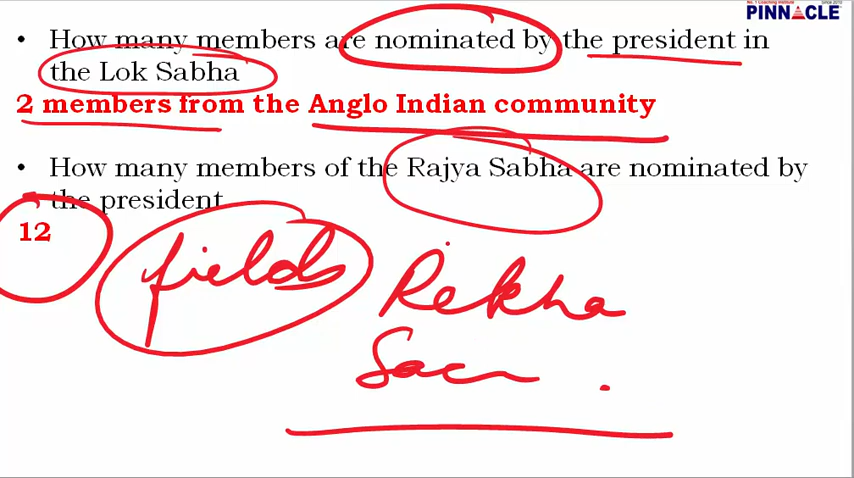 PINNACLE
• How many members are nominated by the president in
the Lok Sabha
2 members from the Anglo Indian community
• How many members of the Rajya Sabha are nominated by
the president
12
fields
Rekha